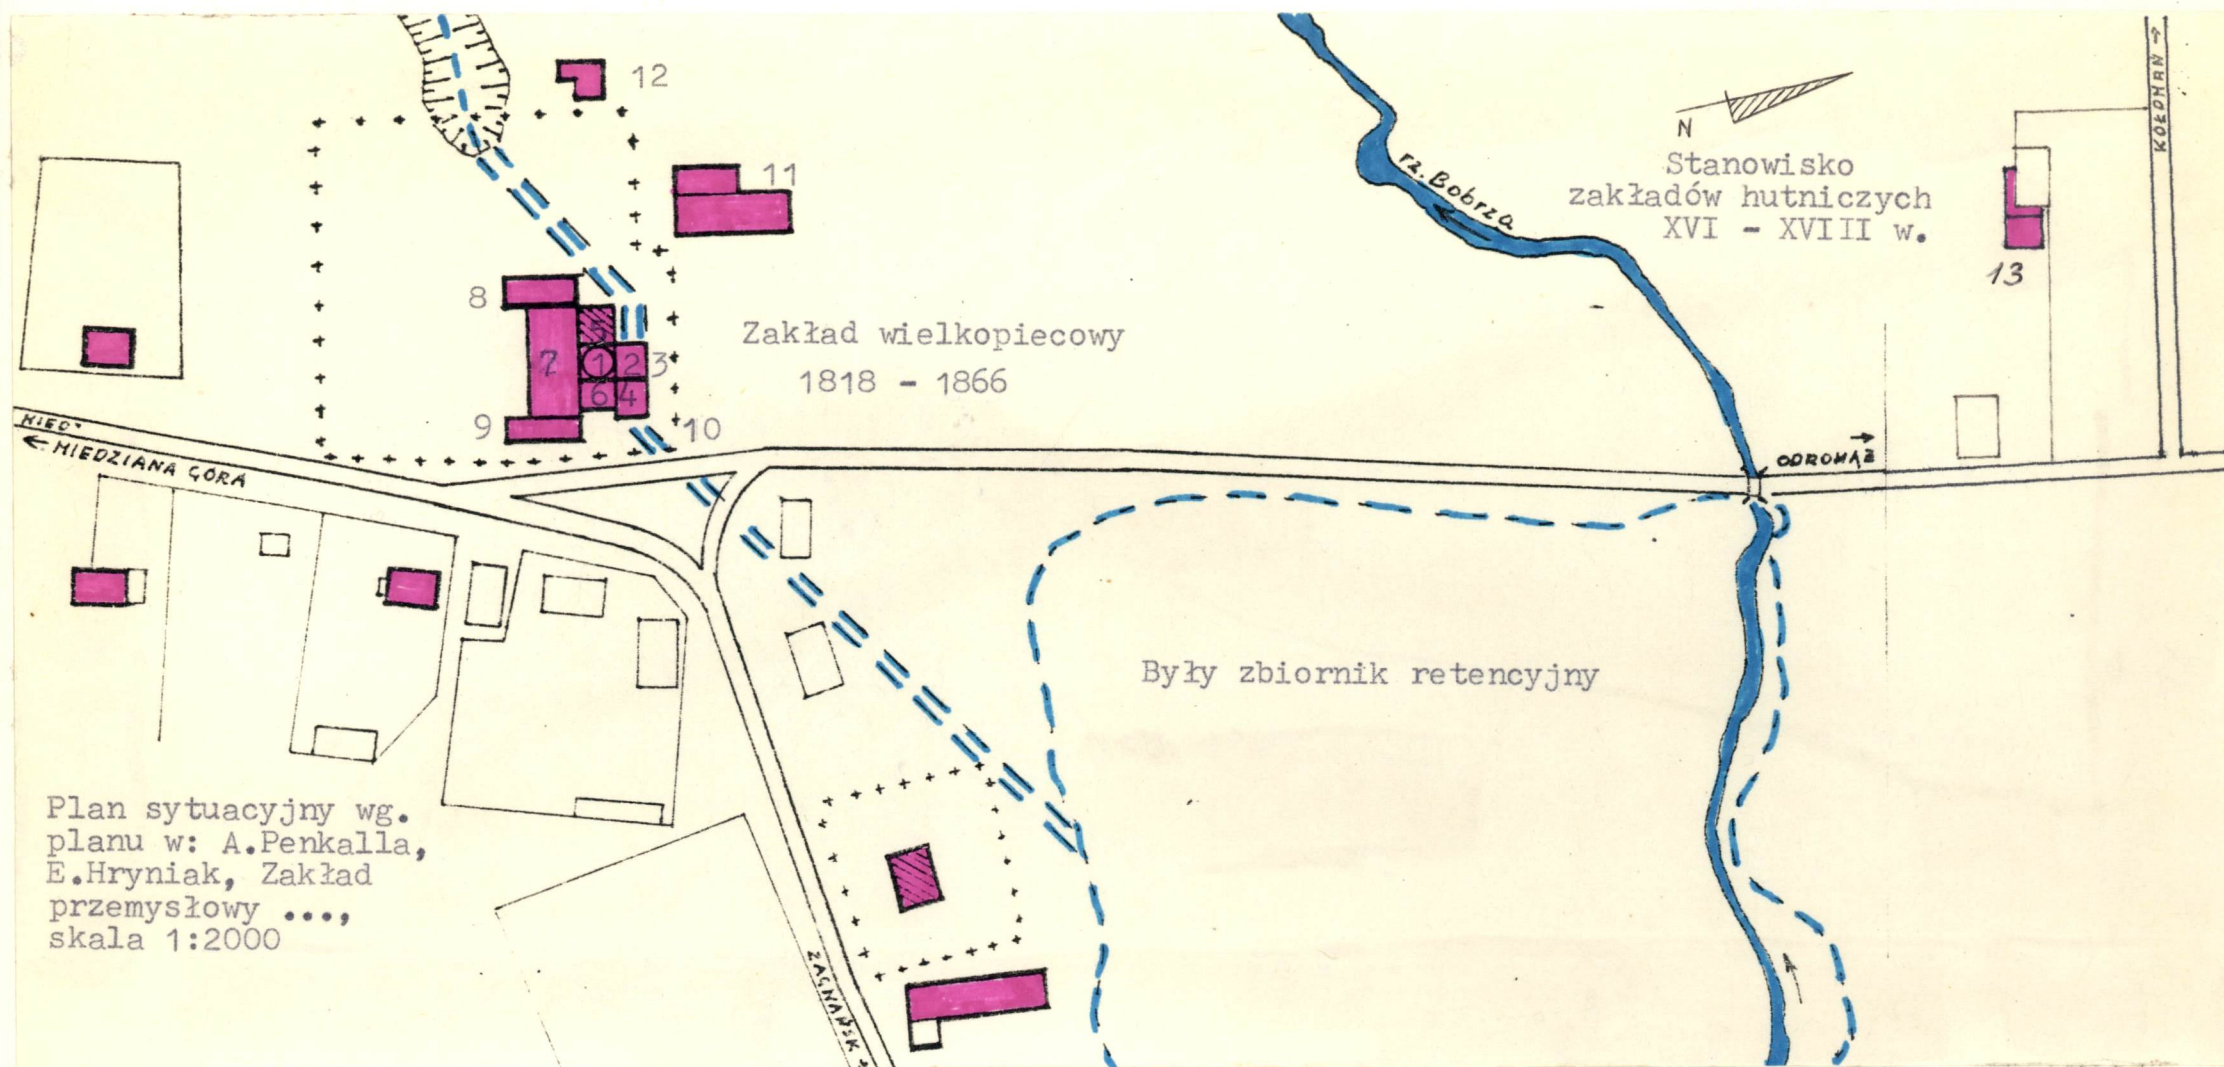 12
11
8
5
7
1
2
3
6
4
9
10
Zakład wielkopiecowy
1818 - 1866
N
Stanowisko
zakładów hutniczych
XVI - XVIII w.
13
rz. Bobrza
KOŁOMAŃ →
MIEDZ
← MIEDZIANA GÓRA
ODROWĄŻ →
Były zbiornik retencyjny
Plan sytuacyjny wg.
planu w: A.Penkalla,
E.Hryniak, Zakład
przemysłowy ...,
skala 1:2000
ZAGNAŃSK →